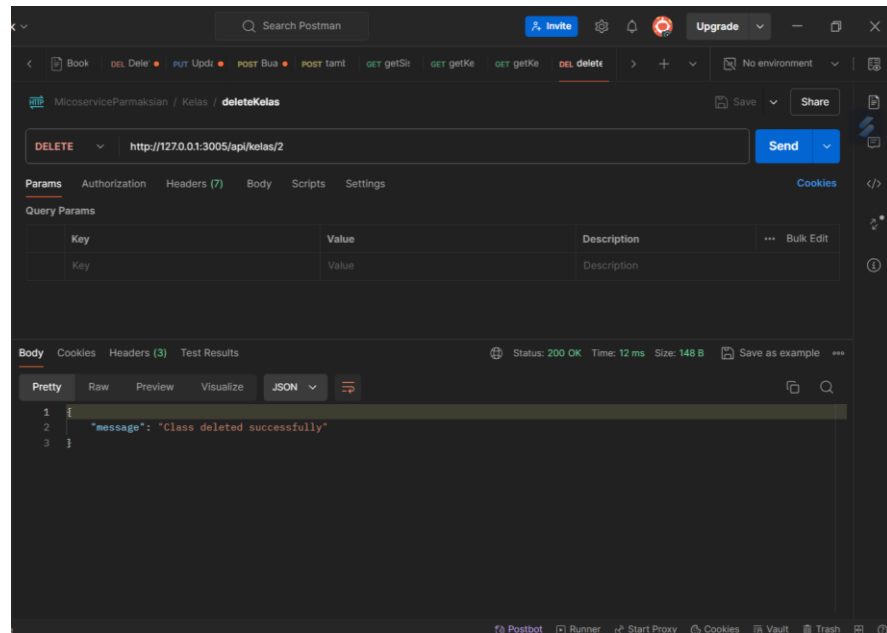 Search Postman
Invite
Upgrade
Book
DEL Dele
PUT Upda
POST Bua
POST tamt
GET getSis
GET getKe
GET getKe
DEL delete
No environment
HTTP MicoserviceParmaksian / Kelas / deleteKelas
Save
Share
DELETE http://127.0.0.1:3005/api/kelas/2
Send
Params Authorization Headers (7) Body Scripts Settings
Cookies
Query Params
Key Value Description ••• Bulk Edit
Key Value Description
Body Cookies Headers (3) Test Results
Status: 200 OK Time: 12 ms Size: 148 B Save as example
Pretty Raw Preview Visualize JSON
1 {
2 "message": "Class deleted successfully"
3 }
Postbot Runner Start Proxy Cookies Vault Trash